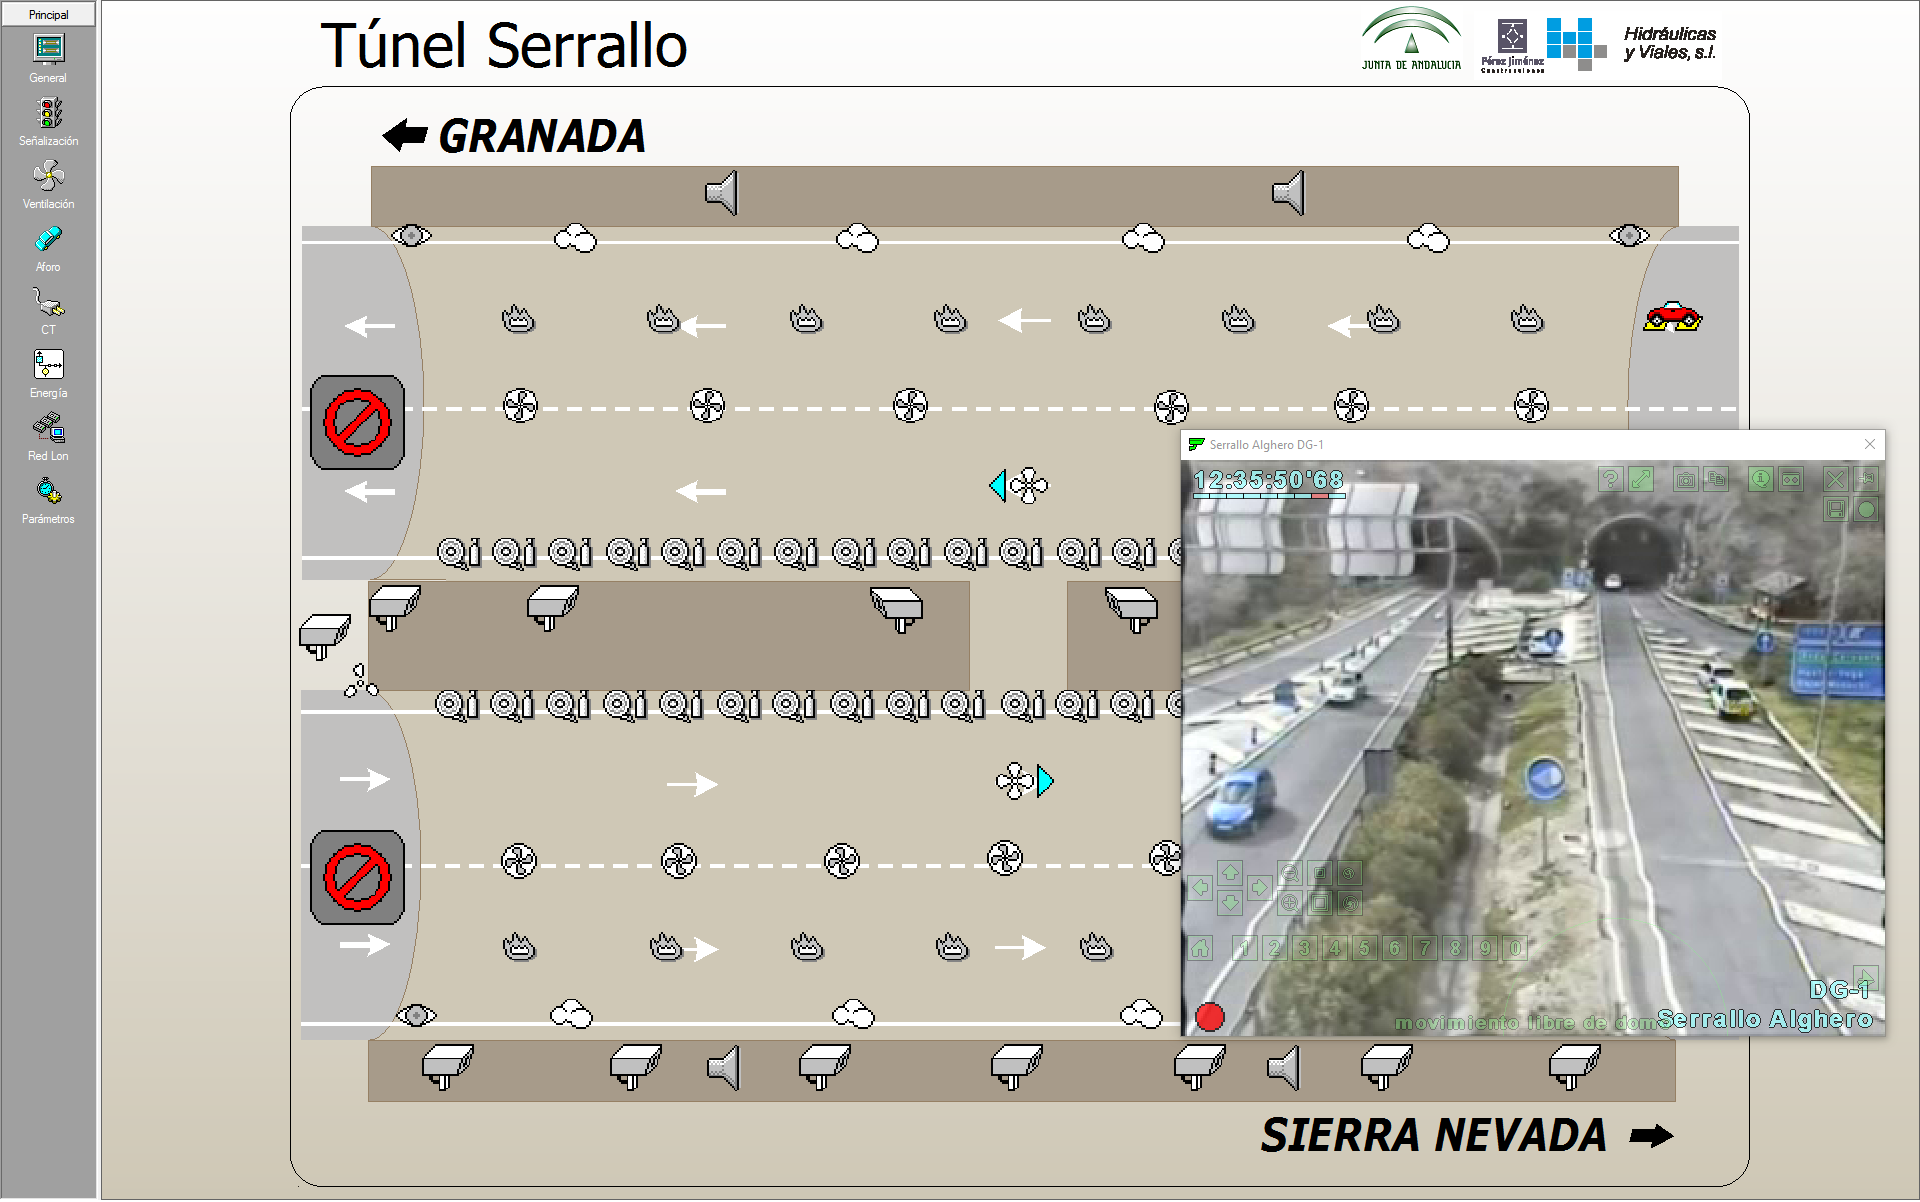 Principal
General
Señalización
Ventilación
Aforo
CT
Energía
Red Lon
Parámetros
Túnel Serrallo
JUNTA DE ANDALUCIA
Pérez Jiménez
Construcciones
Hidráulicas
y Viales, s.l.
GRANADA
Serrallo Alghero DG-1
12:35:50'68
1 2 3 4 5 6 7 8 9 0
DG-1
movimiento libre de dom
Serrallo Alghero
SIERRA NEVADA